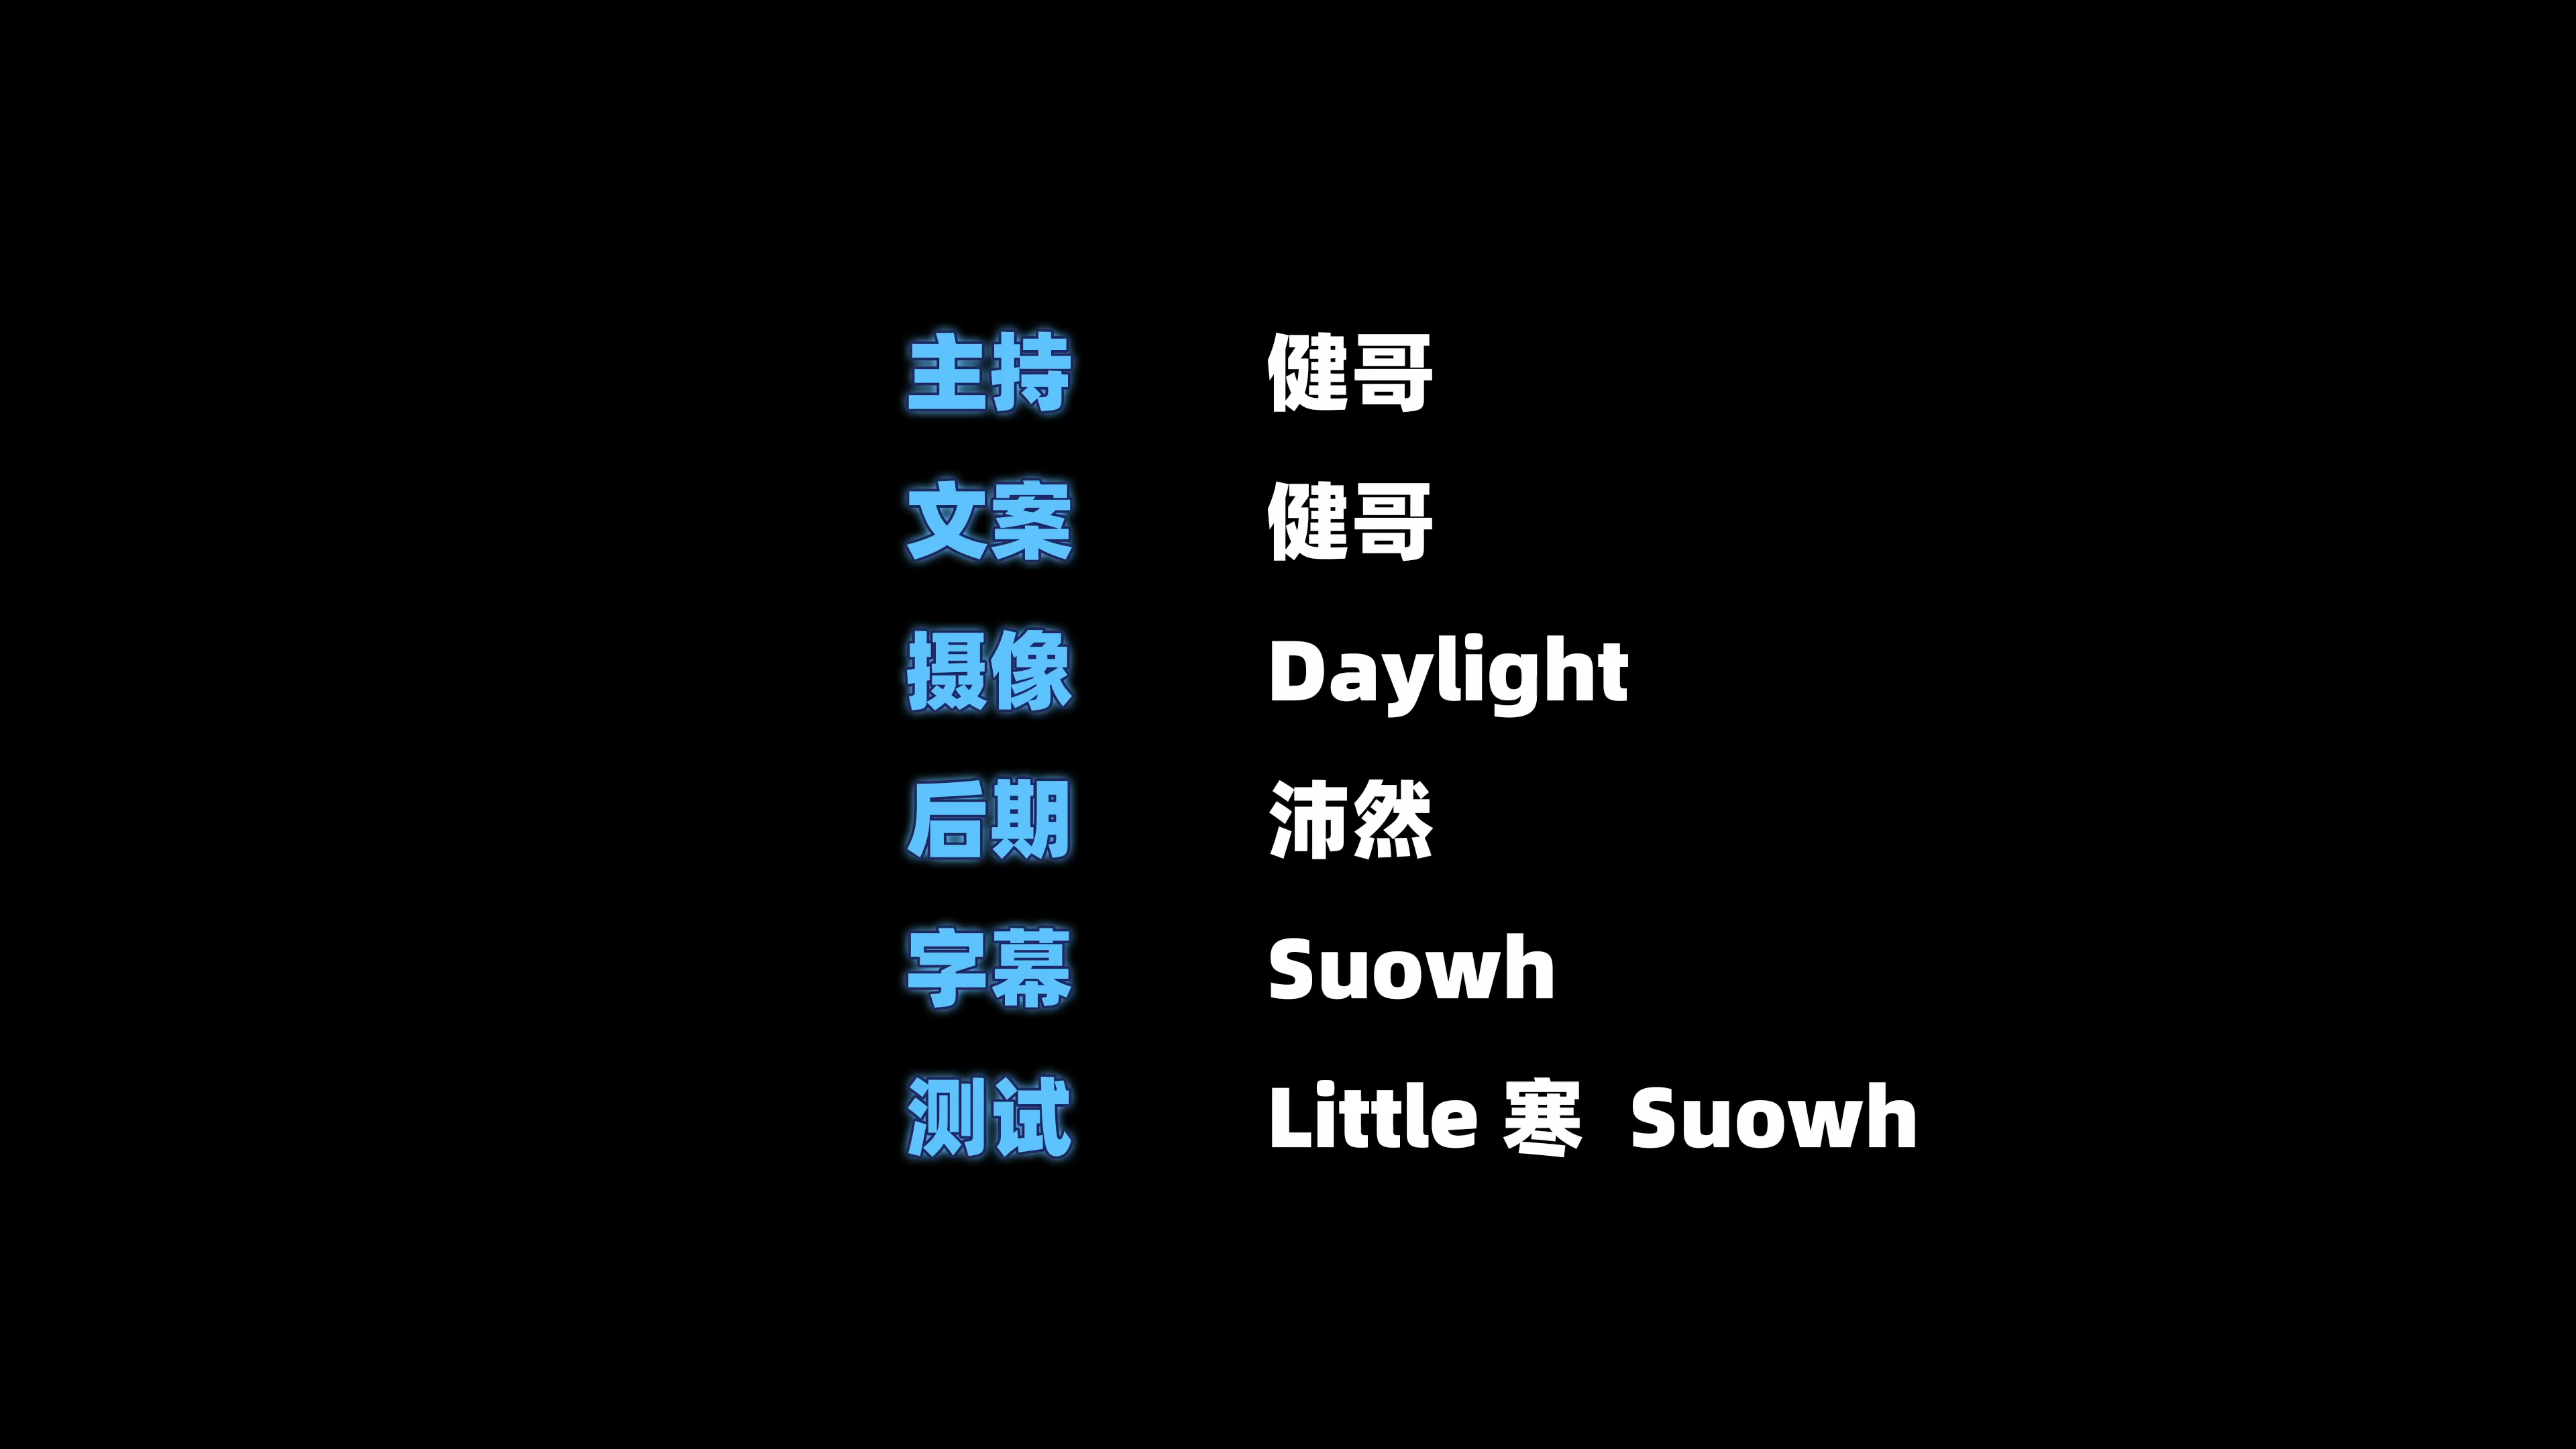 主持 健哥
文案 健哥
摄像 Daylight
后期 沛然
字幕 Suowh
测试 Little 寒 Suowh